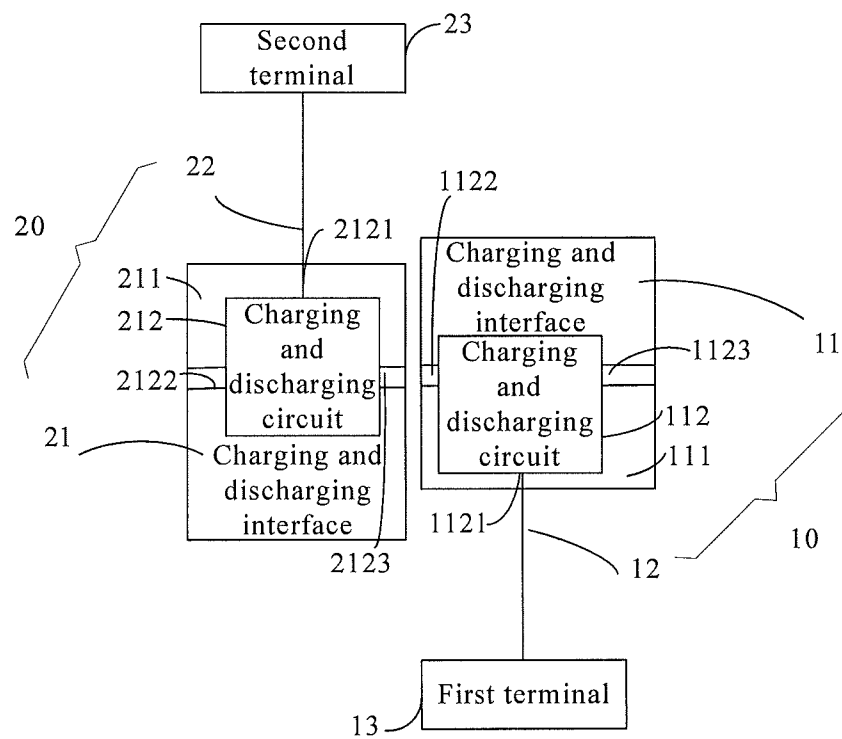 Second
terminal
23
22
20
2121
1122
211
212
2122
21
Charging
and
discharging
circuit
Charging and
discharging
interface
2123
Charging and
discharging
interface
Charging
and
discharging
circuit
11
1123
112
111
1121
12
10
First terminal
13